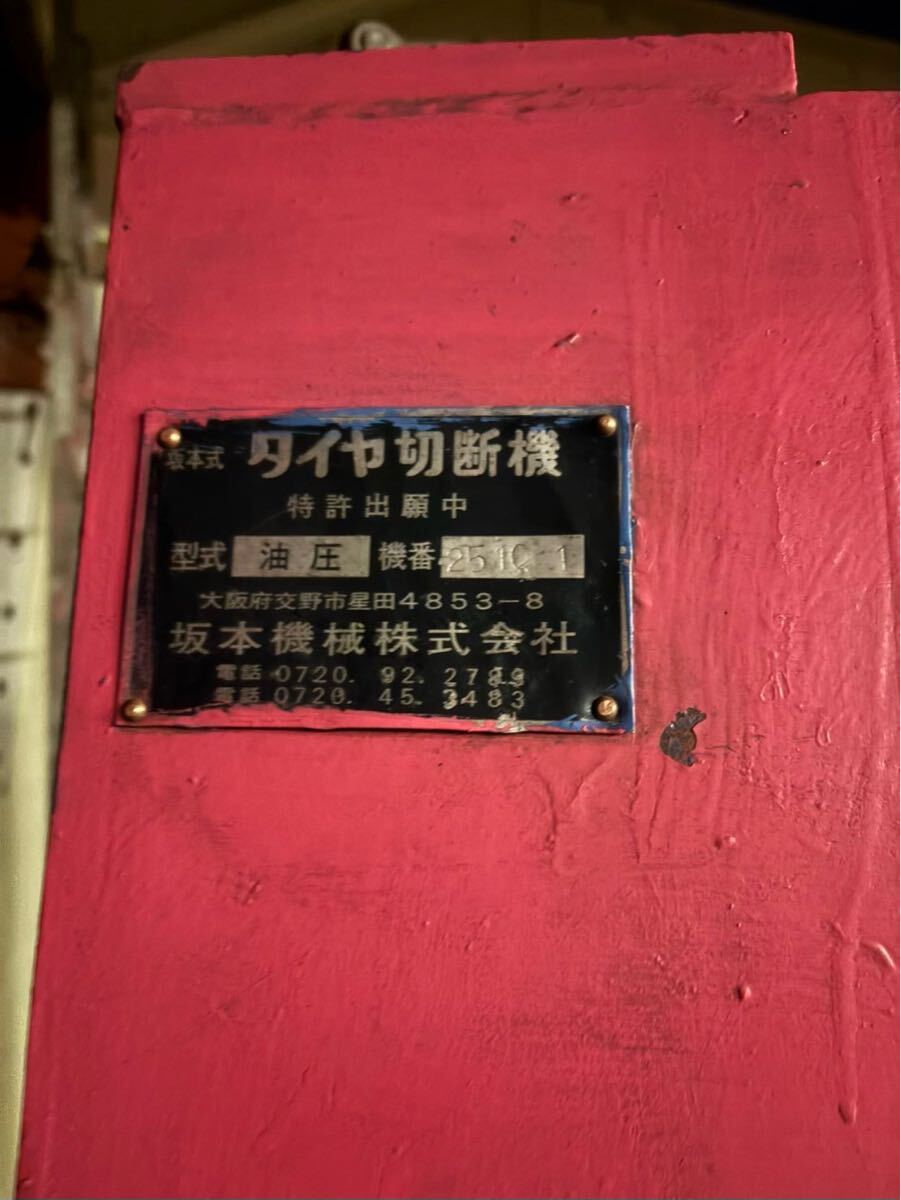 坂本式 タイヤ切断機
特許出願中
型式 油圧 機番 2510 1
大阪府交野市星田4853-8
坂本機械株式会社
電話 0720. 92. 2789
電話 0720. 45. 3483